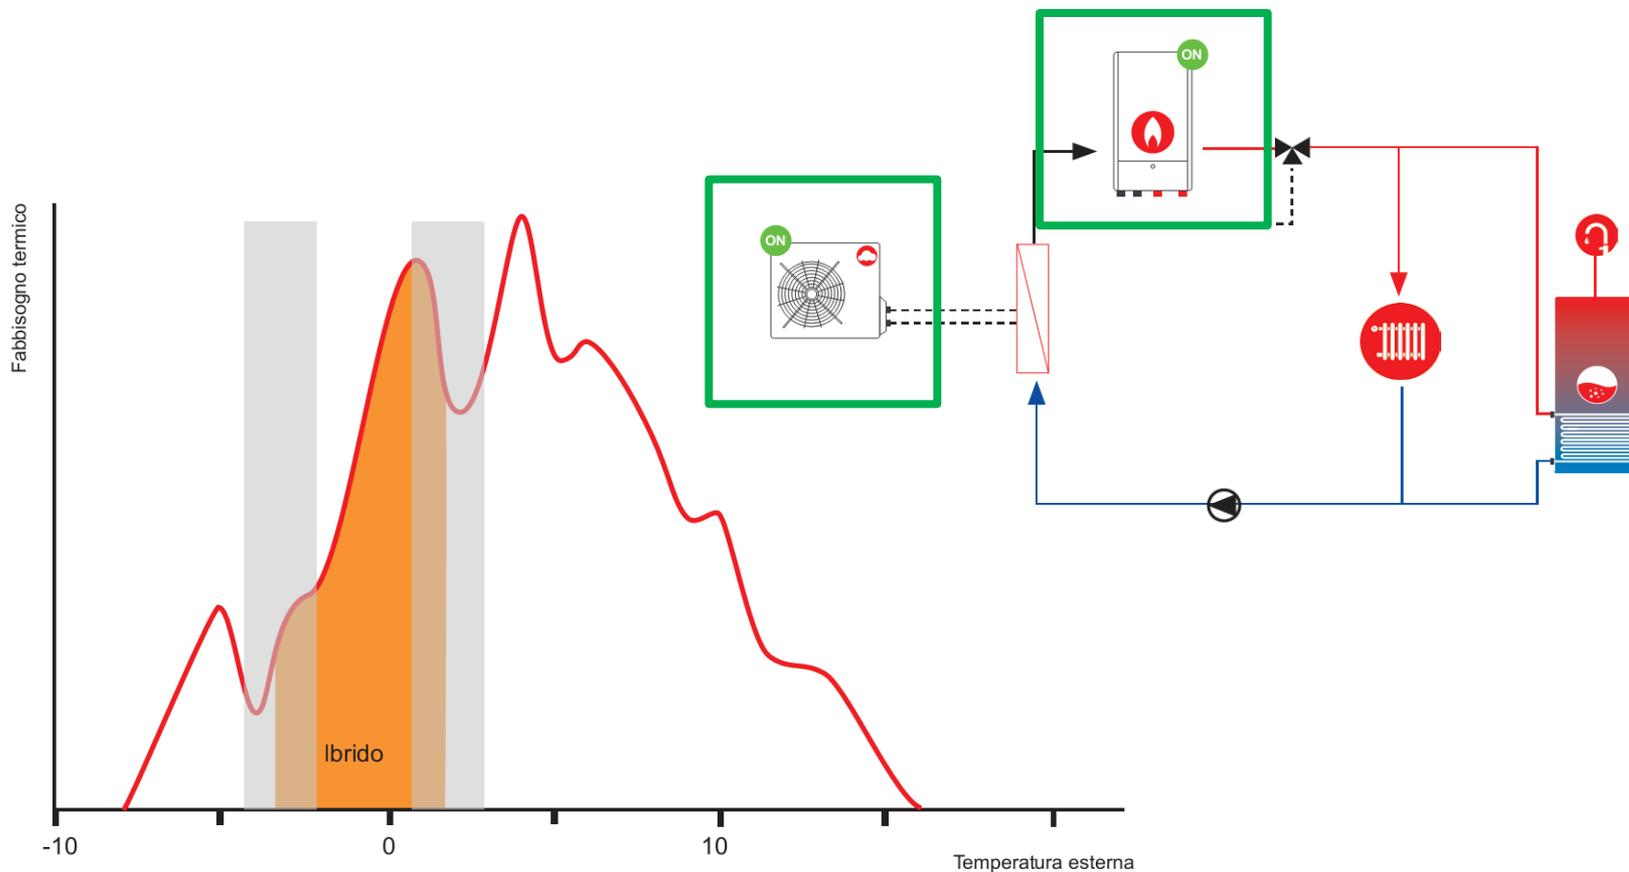 ON
ON
Fabbisogno termico
Ibrido
-10
0
10
Temperatura esterna